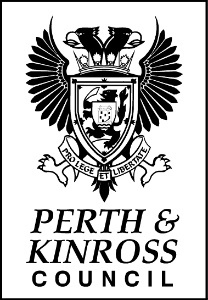 PRO LEGE ET LIBERTATE
PERTH &
KINROSS
COUNCIL